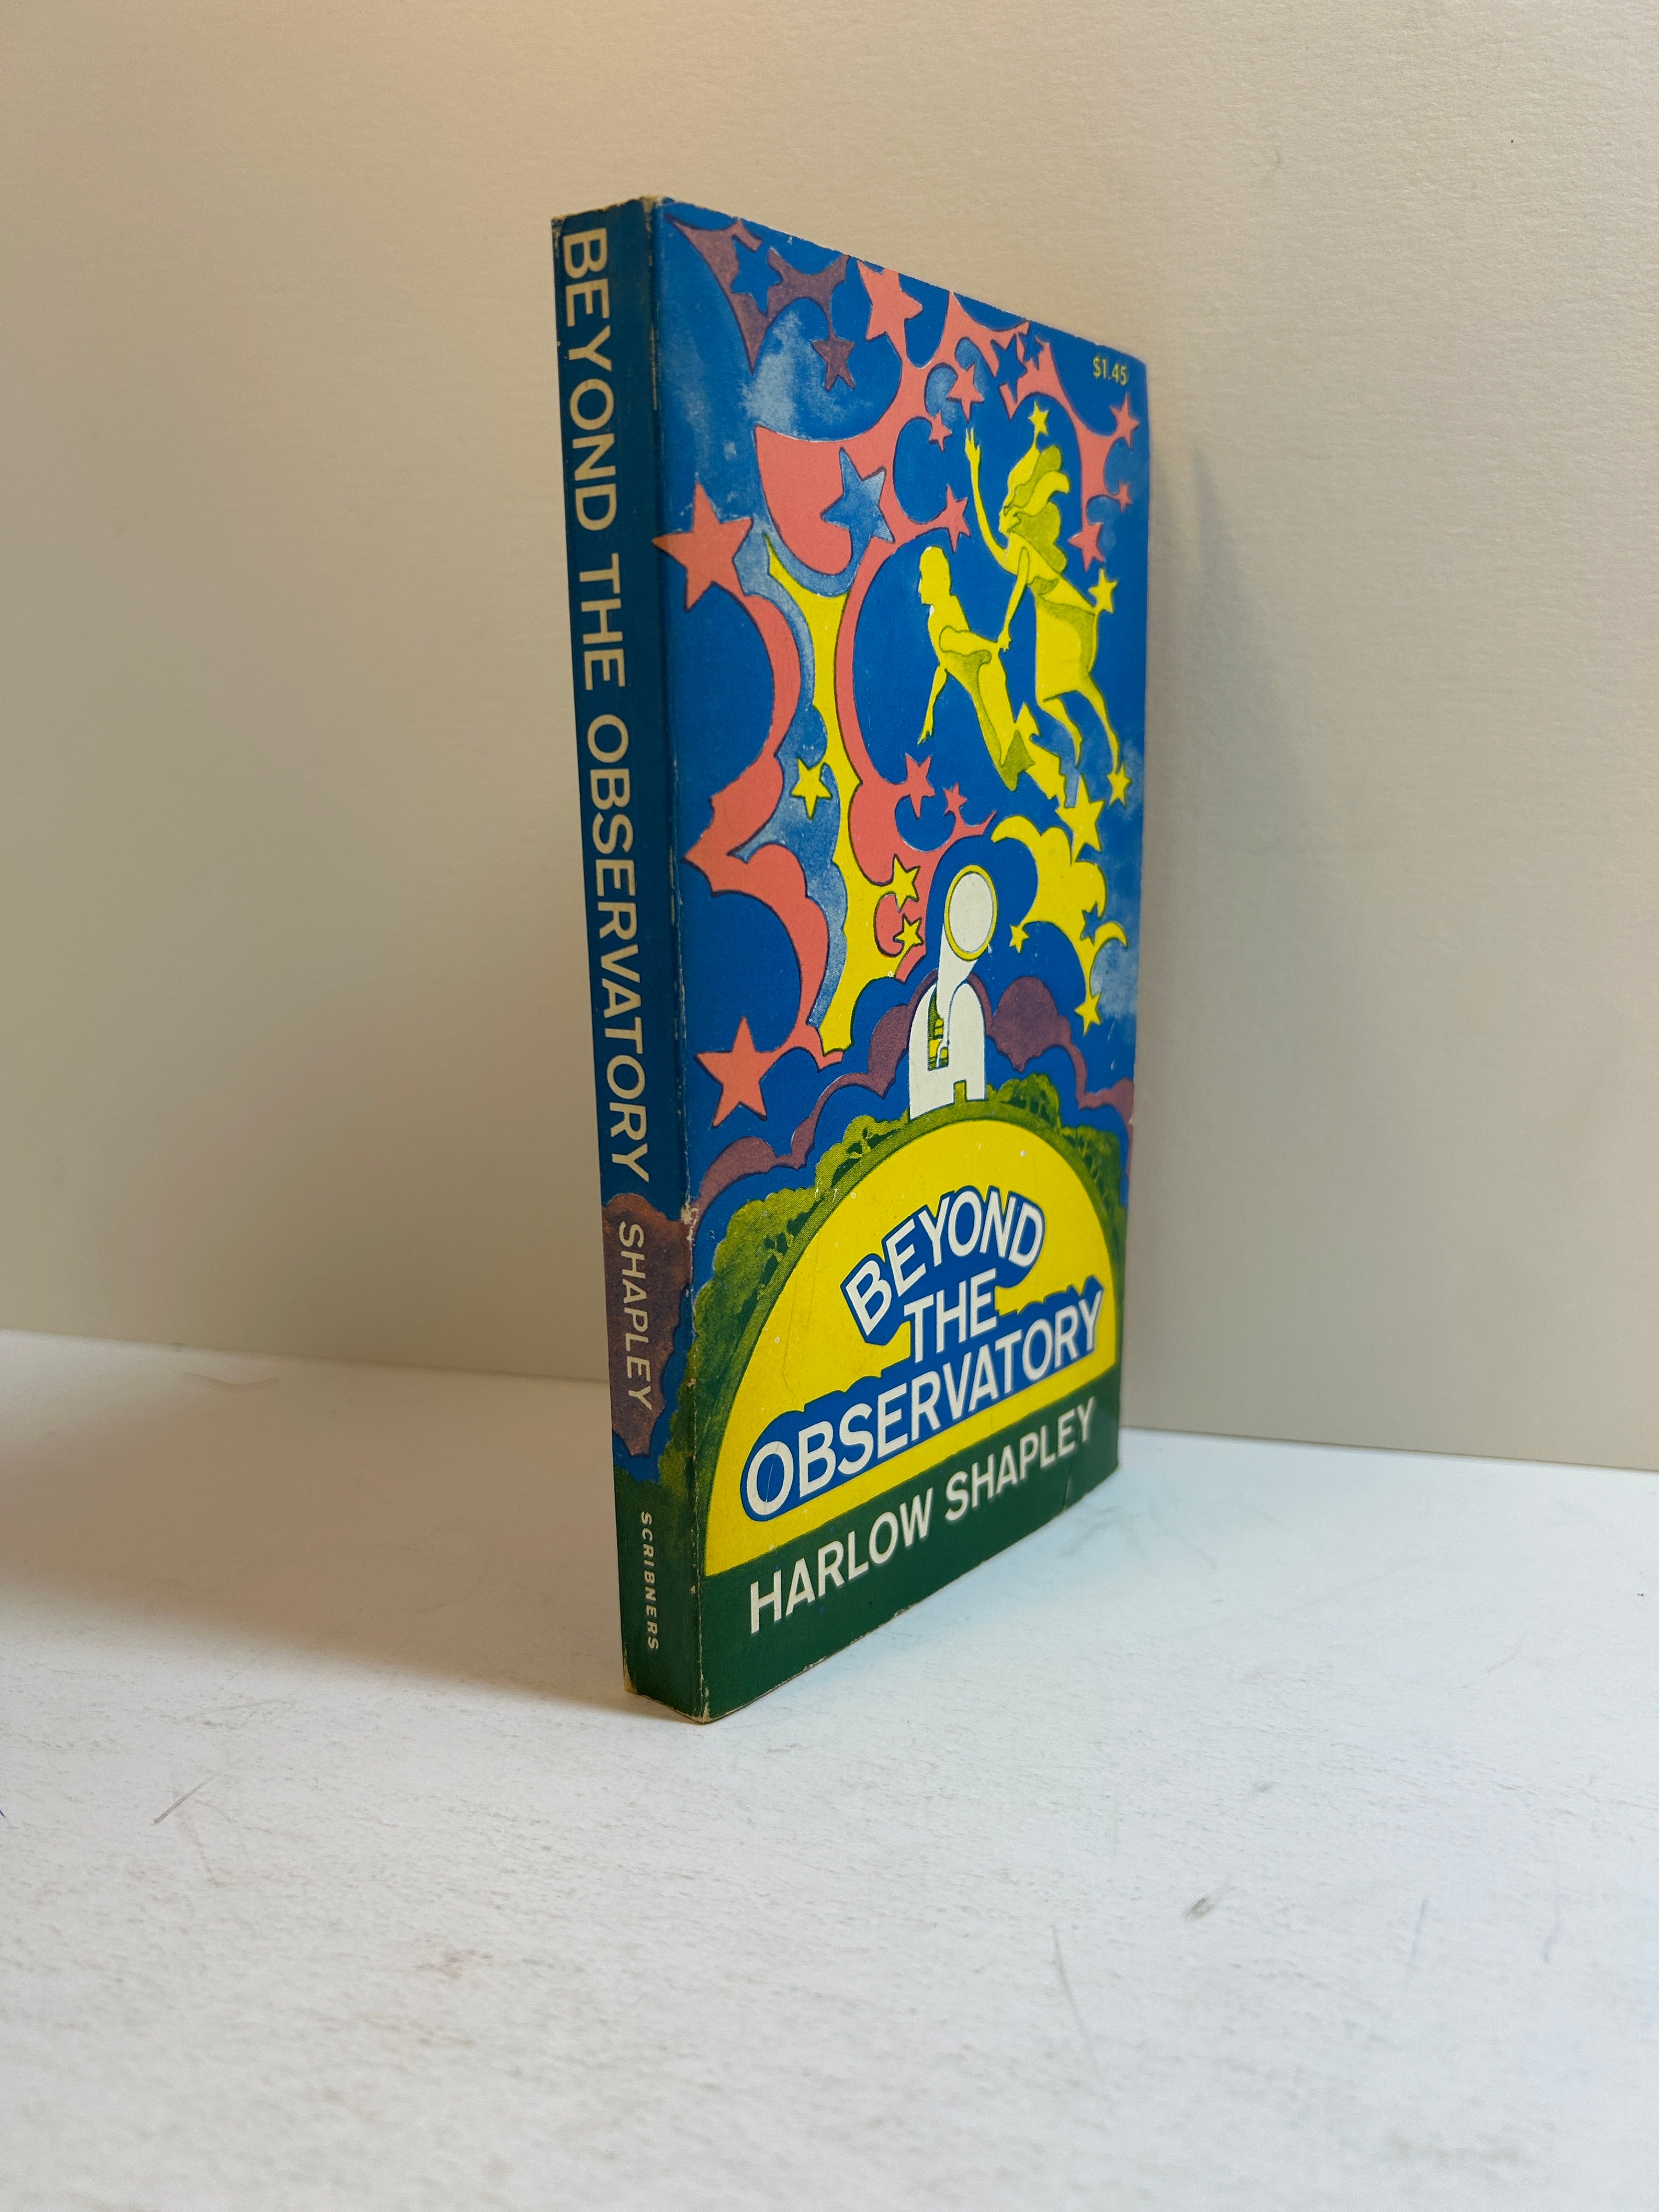 BEYOND THE OBSERVATORY SHAPLEY SCRIBNERS
$1.45
BEYOND
THE
OBSERVATORY
HARLOW SHAPLEY